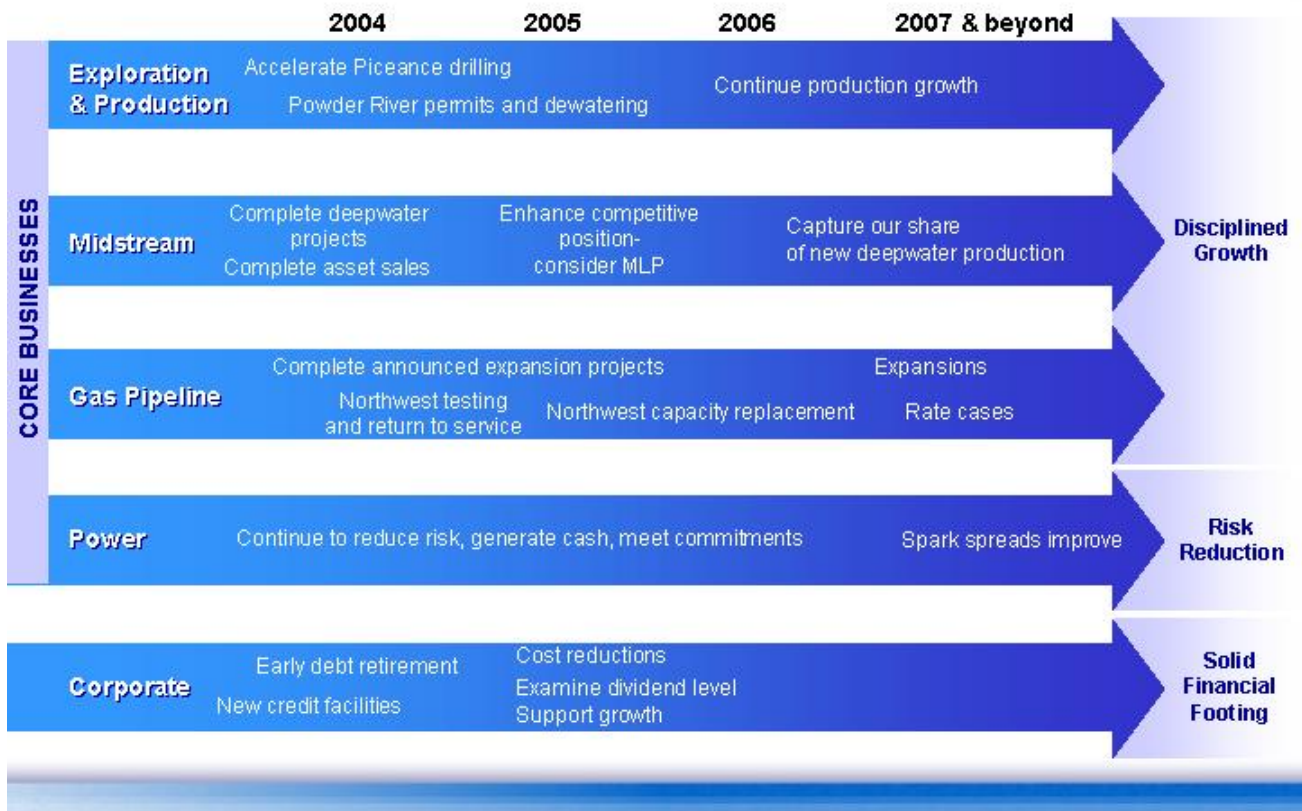 2004 2005 2006 2007 & beyond
CORE BUSINESSES
Exploration
& Production
Accelerate Piceance drilling
Powder River permits and dewatering
Continue production growth
Midstream
Complete deepwater
projects
Complete asset sales
Enhance competitive
position-
consider MLP
Capture our share
of new deepwater production
Gas Pipeline
Complete announced expansion projects
Northwest testing
and return to service
Northwest capacity replacement
Expansions
Rate cases
Disciplined
Growth
Power
Continue to reduce risk, generate cash, meet commitments
Spark spreads improve
Risk
Reduction
Corporate
Early debt retirement
New credit facilities
Cost reductions
Examine dividend level
Support growth
Solid
Financial
Footing